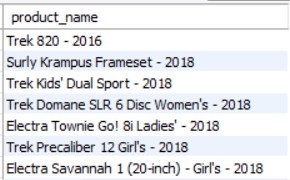 product_name
Trek 820 - 2016
Surly Krampus Frameset - 2018
Trek Kids' Dual Sport - 2018
Trek Domane SLR 6 Disc Women's - 2018
Electra Townie Go! 8i Ladies' - 2018
Trek Precaliber 12 Girl's - 2018
Electra Savannah 1 (20-inch) - Girl's - 2018